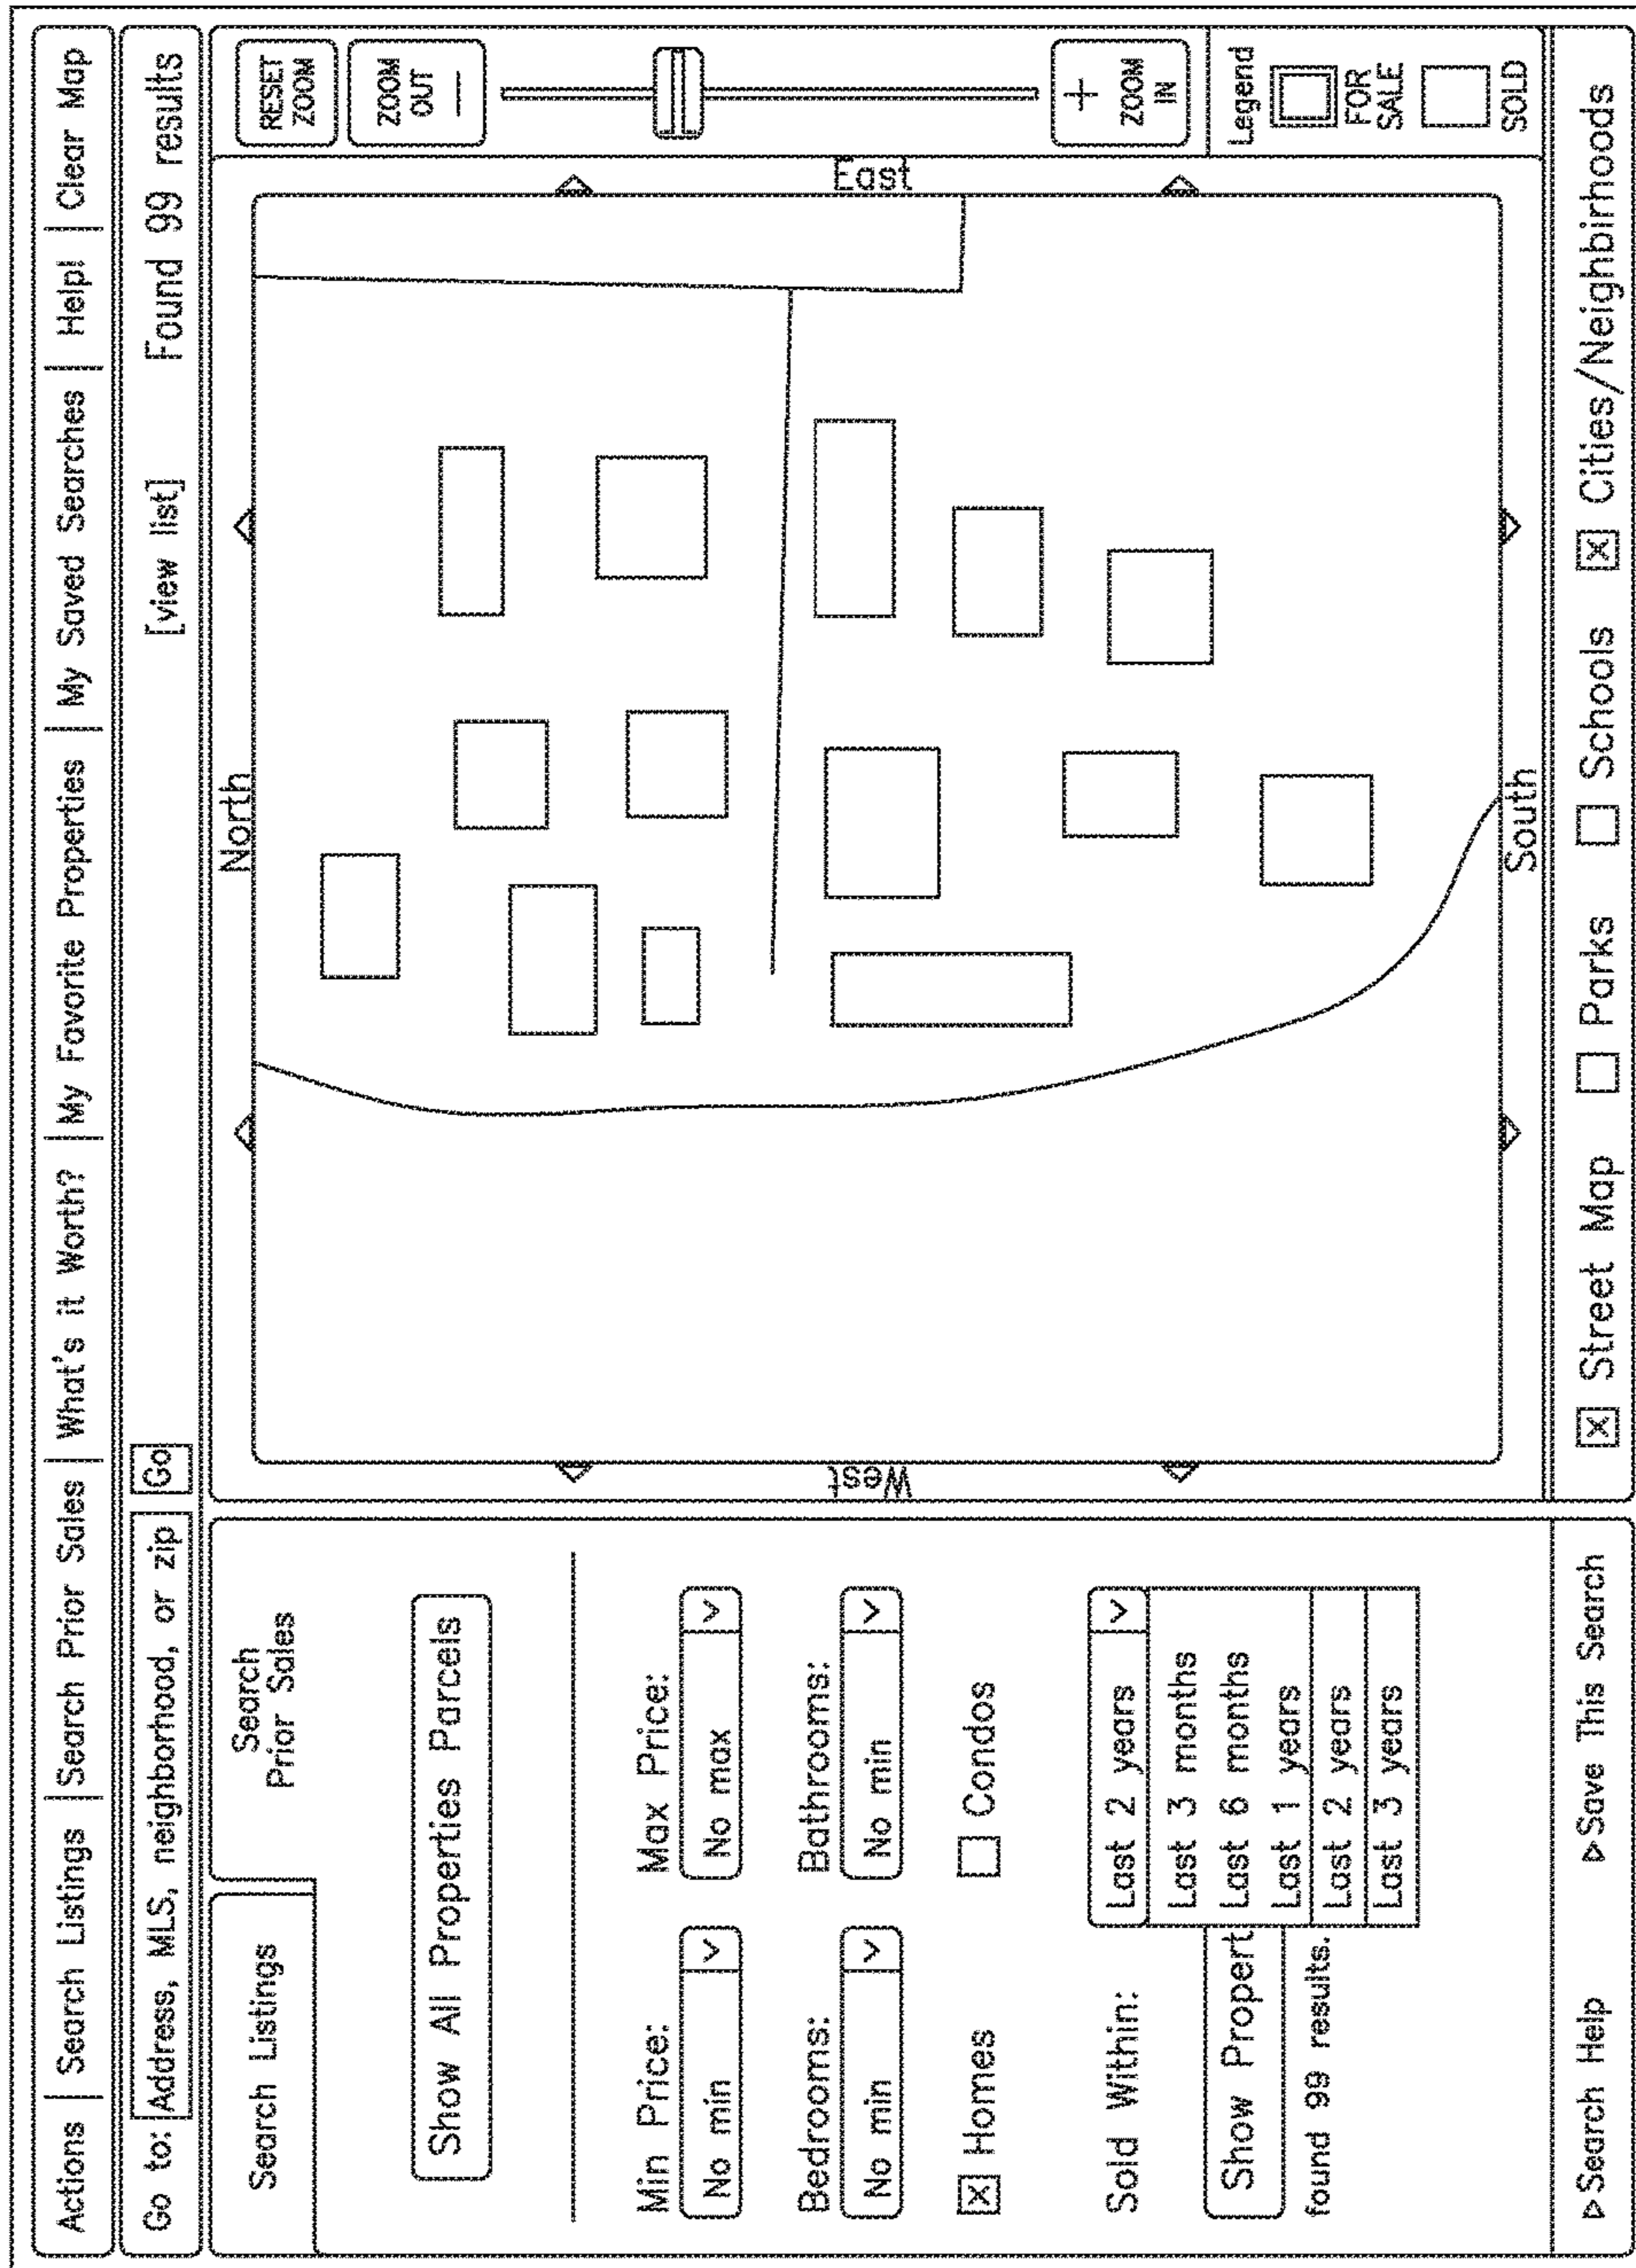 Actions | Search Listings | Search Prior Sales | What's it Worth? | My Favorite Properties | My Saved Searches | Help! | Clear Map
Go to: Address, MLS, neighborhood, or zip Go [view list] Found 99 results
Search Listings
Search
Prior Sales
Show All Properties Parcels
Min Price: Max Price:
No min No max
Bedrooms: Bathrooms:
No min No min
Homes Condos
Sold Within: Last 2 years
Last 3 months
Last 6 months
Last 1 years
Last 2 years
Last 3 years
Show Propert
found 99 results.
▷Search Help ▷Save This Search
North
West
East
South
RESET
ZOOM
ZOOM
OUT
—
+
ZOOM
IN
Legend
FOR
SALE
SOLD
Street Map Parks Schools Cities/Neighbirhoods